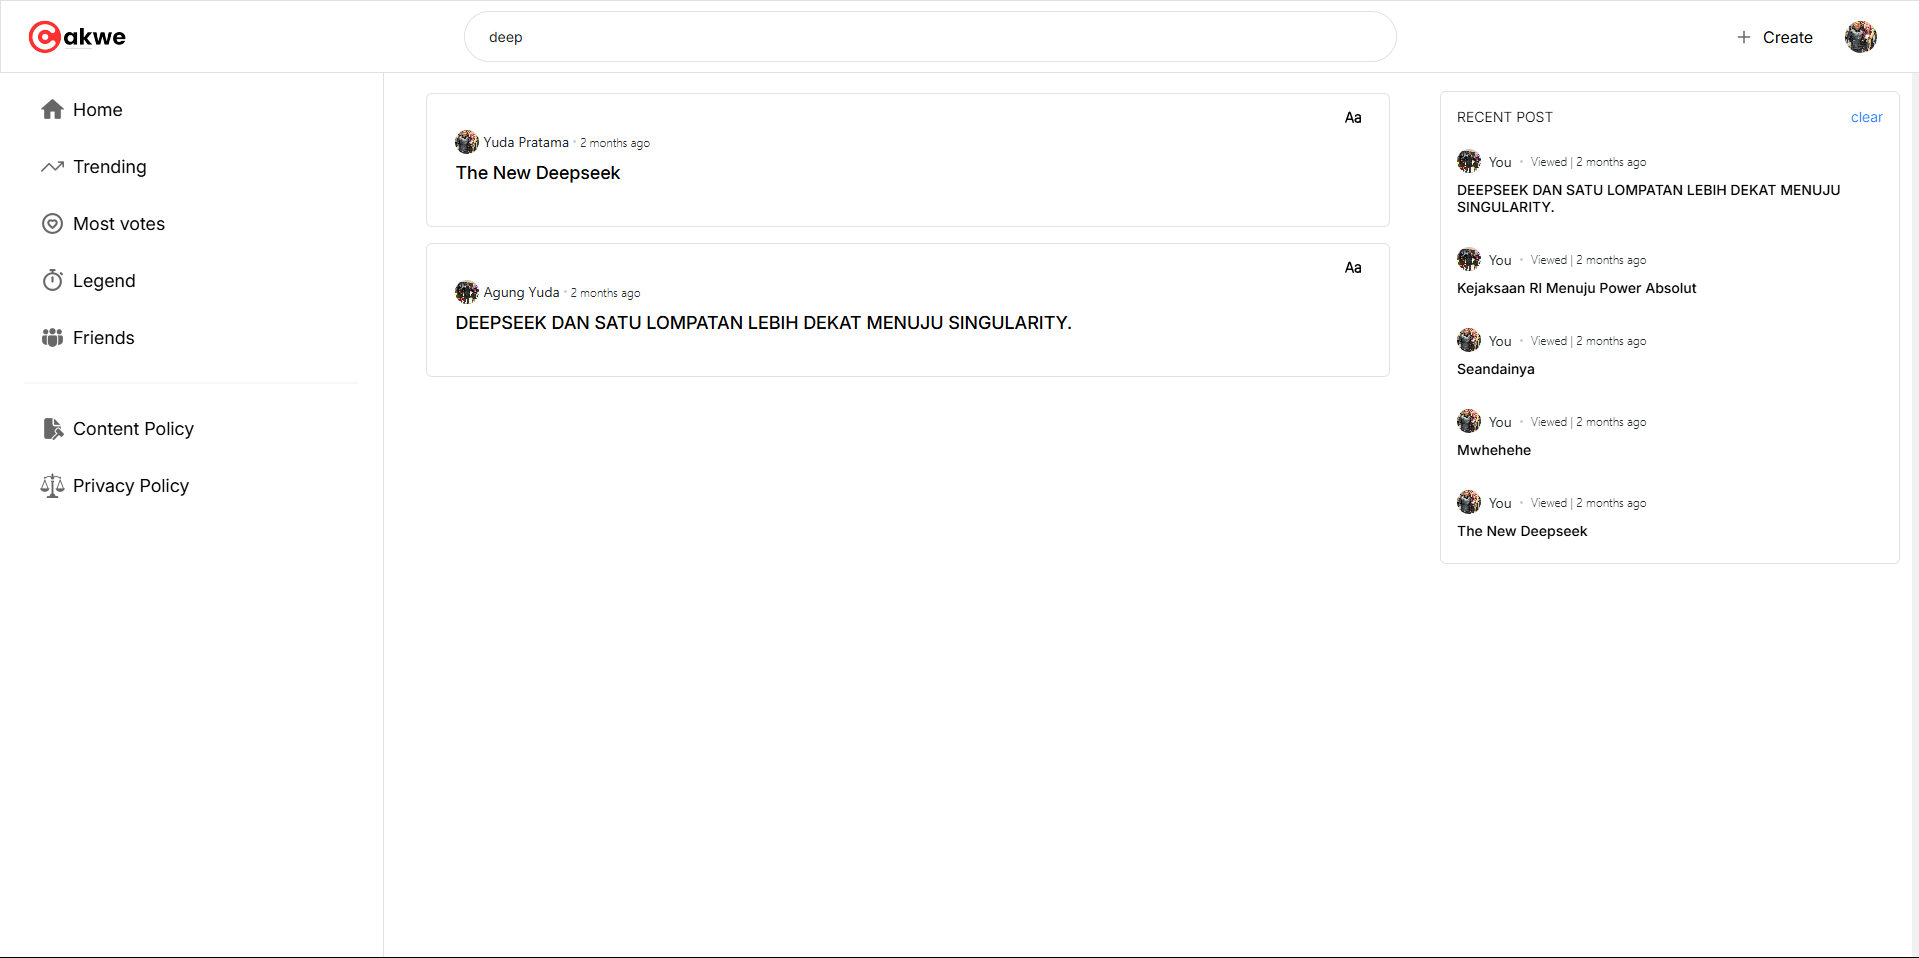 akwe
deep
Create
Home
Trending
Most votes
Legend
Friends
Content Policy
Privacy Policy
Aa
Yuda Pratama · 2 months ago
The New Deepseek
Aa
Agung Yuda · 2 months ago
DEEPSEEK DAN SATU LOMPATAN LEBIH DEKAT MENUJU SINGULARITY.
RECENT POST
clear
You • Viewed | 2 months ago
DEEPSEEK DAN SATU LOMPATAN LEBIH DEKAT MENUJU
SINGULARITY.
You • Viewed | 2 months ago
Kejaksaan RI Menuju Power Absolut
You • Viewed | 2 months ago
Seandainya
You • Viewed | 2 months ago
Mwhehehe
You • Viewed | 2 months ago
The New Deepseek